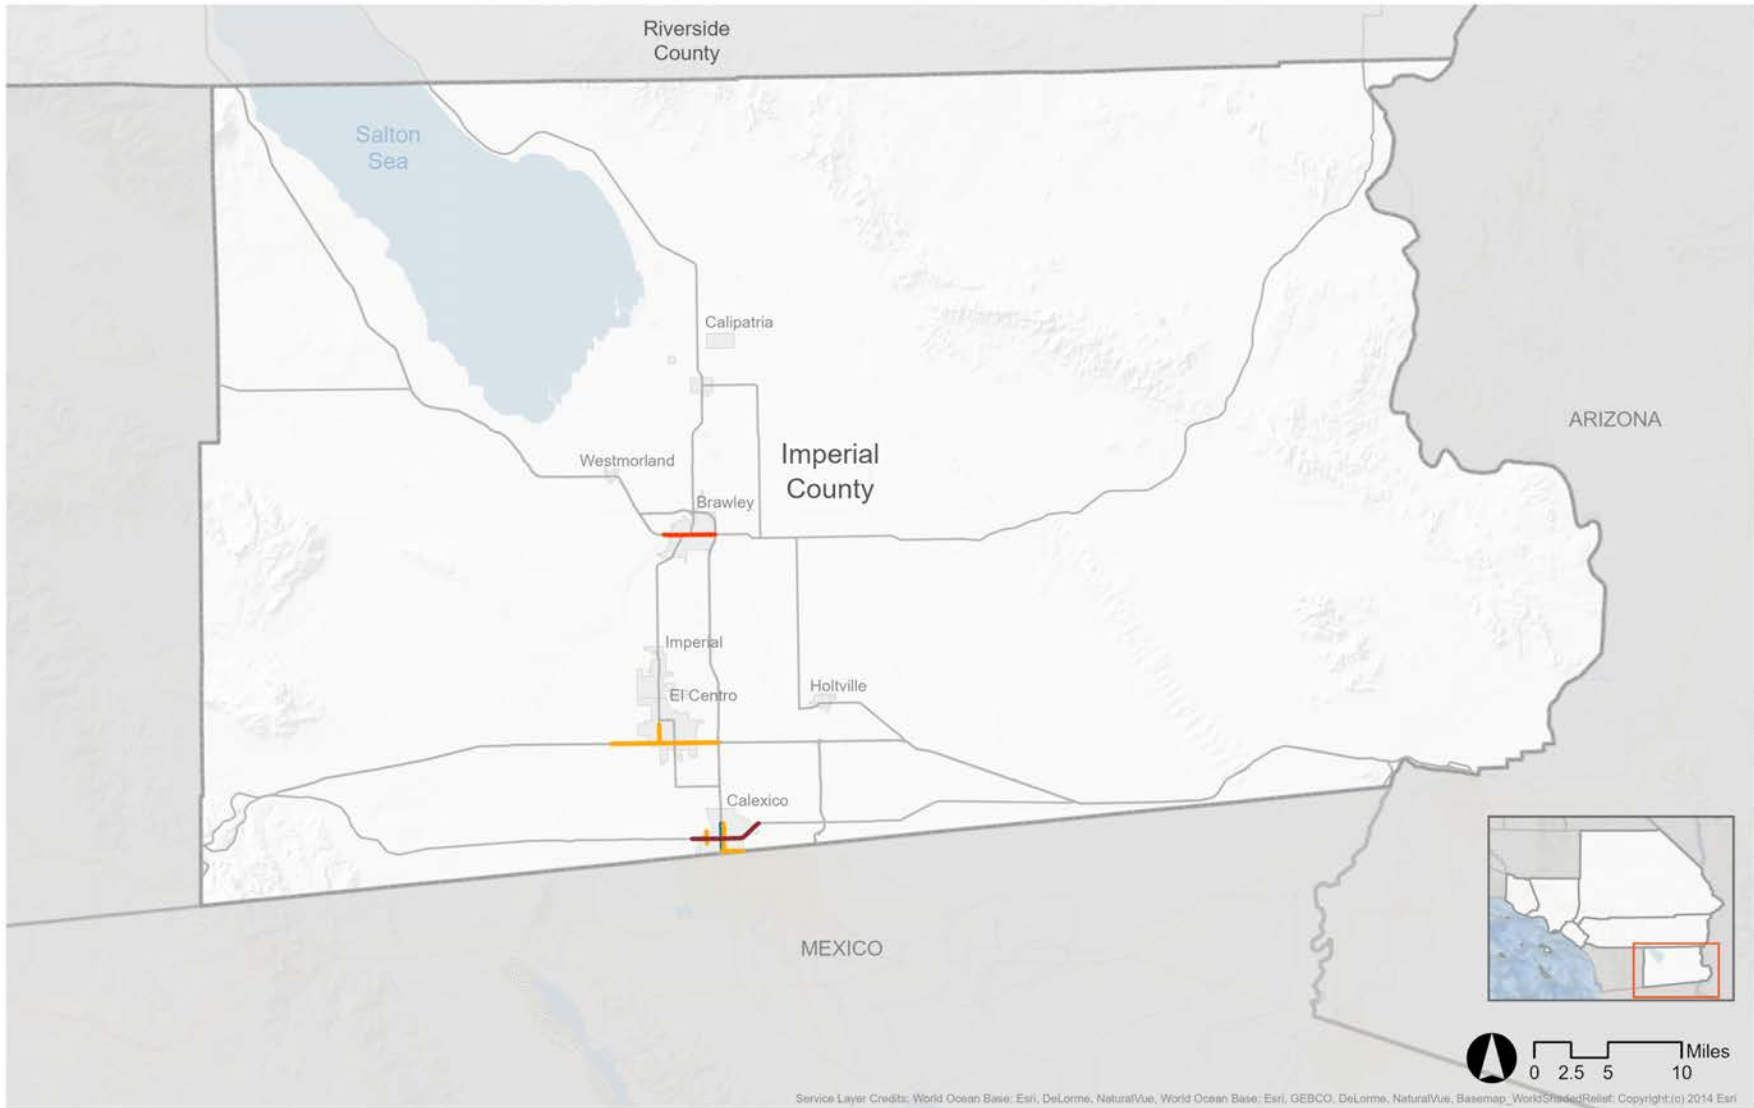 Riverside
County
Salton
Sea
Calipatria
ARIZONA
Westmorland
Imperial
County
Brawley
Imperial
El Centro
Holtville
Calexico
MEXICO
Miles
0 2.5 5 10
Service Layer Credits: World Ocean Base: Esri, DeLorme, NaturalVue, World Ocean Base: Esri, GEBCO, DeLorme, NaturalVue, Basemap_WorldShadedRelief: Copyright:(c) 2014 Esri